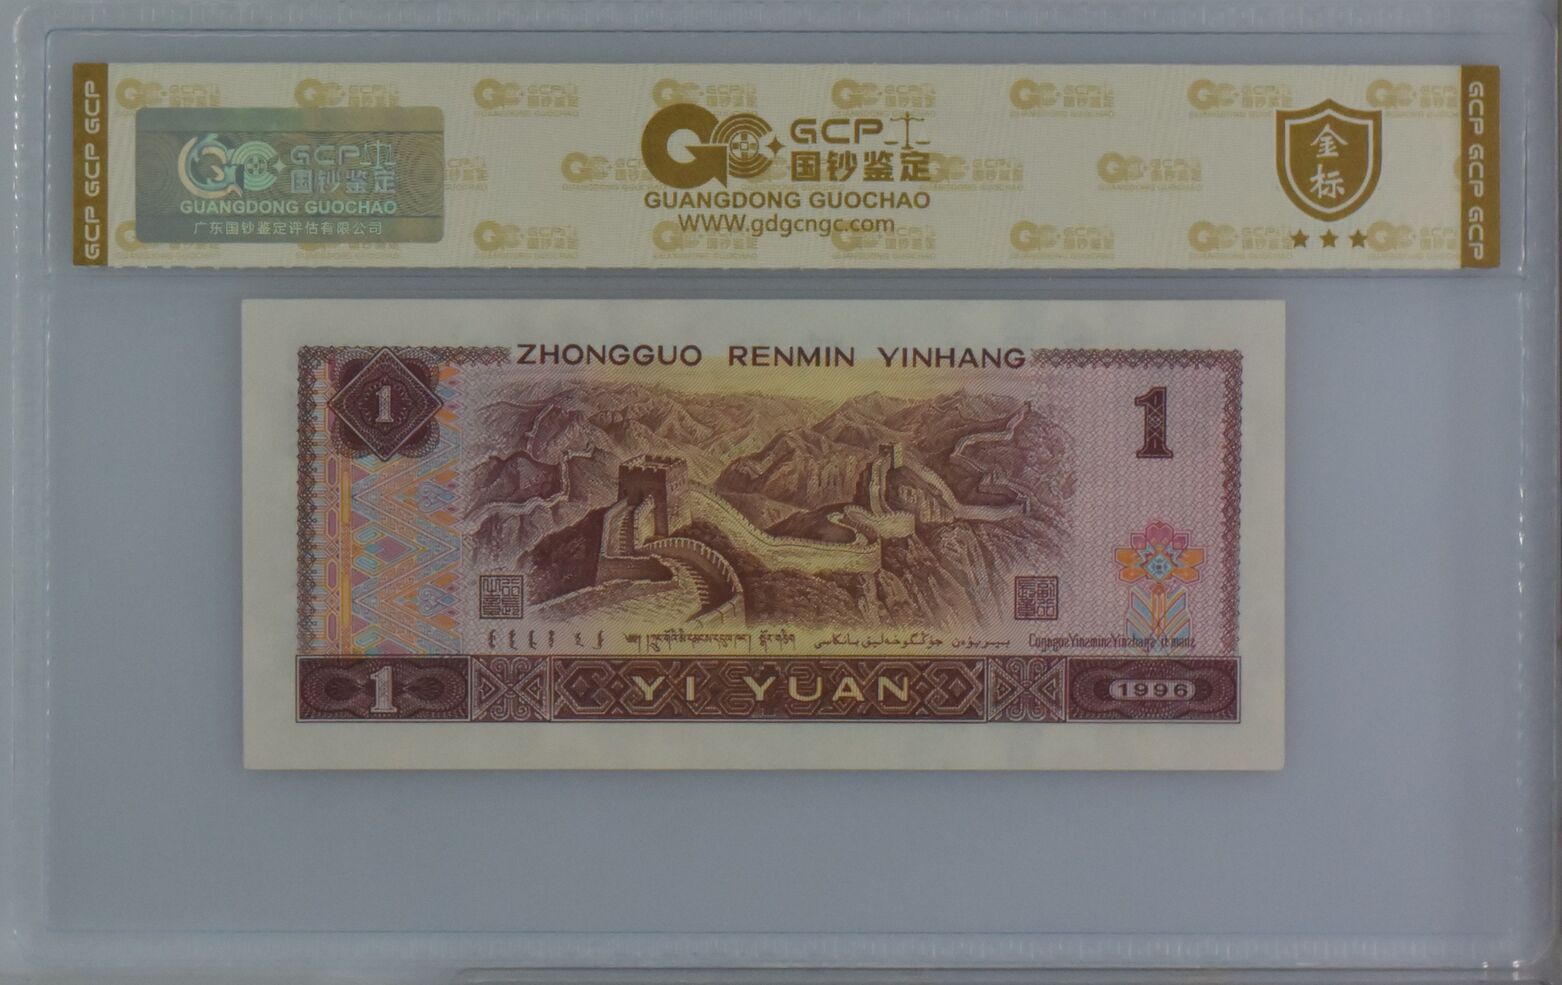 GCP GCP GCP
GCP
国钞鉴定
GUANGDONG GUOCHAO
广东国钞鉴定评估有限公司
GCP
国钞鉴定
GUANGDONG GUOCHAO
WWW.gdgcngc.com
金标
GCP GCP GCP
ZHONGGUO RENMIN YINHANG
1
1
1
YI YUAN
1996